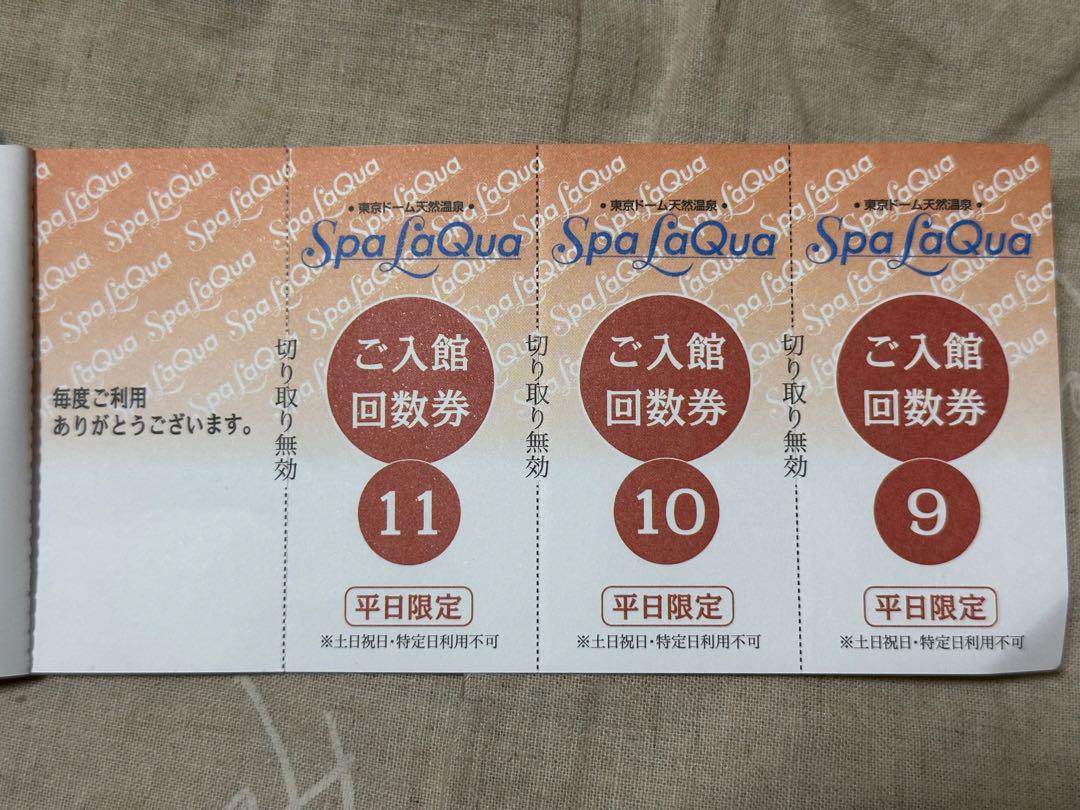 毎度ご利用
ありがとうございます。
切り取り無効
• 東京ドーム天然温泉 •
Spa LaQua
ご入館
回数券
11
平日限定
※土日祝日・特定日利用不可
切り取り無効
• 東京ドーム天然温泉 •
Spa LaQua
ご入館
回数券
10
平日限定
※土日祝日・特定日利用不可
切り取り無効
• 東京ドーム天然温泉 •
Spa LaQua
ご入館
回数券
9
平日限定
※土日祝日・特定日利用不可